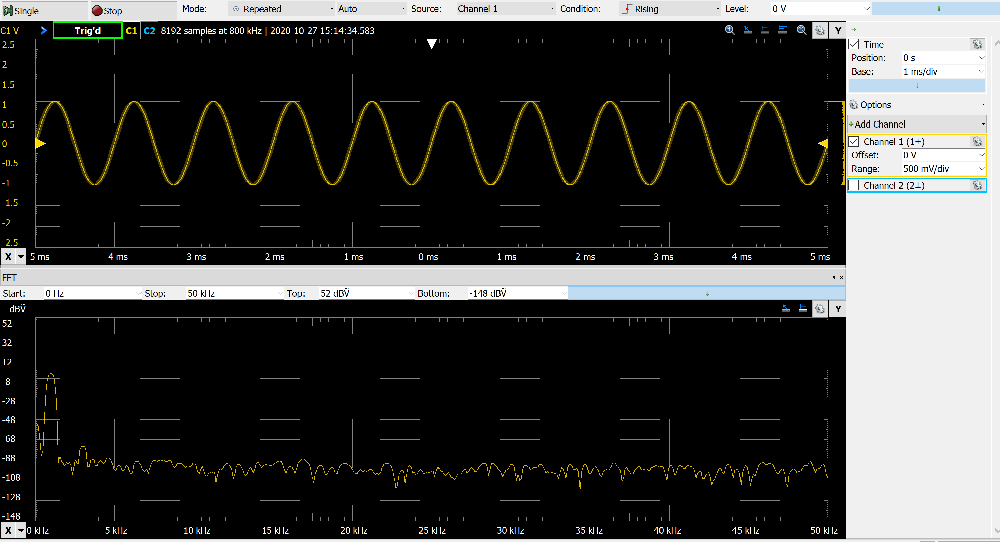 Single Stop Mode: Repeated Auto Source: Channel 1 Condition: Rising Level: 0 V
C1 V Trig'd C1 C2 8192 samples at 800 kHz | 2020-10-27 15:14:34.583 Y
2.5
2
1.5
1
0.5
0
-0.5
-1
-1.5
-2
-2.5
X -5 ms -4 ms -3 ms -2 ms -1 ms 0 ms 1 ms 2 ms 3 ms 4 ms 5 ms
Time
Position: 0 s
Base: 1 ms/div
Options
+ Add Channel
Channel 1 (1±)
Offset: 0 V
Range: 500 mV/div
Channel 2 (2±)
FFT
Start: 0 Hz Stop: 50 kHz Top: 52 dBṼ Bottom: -148 dBṼ
dBṼ Y
52
32
12
-8
-28
-48
-68
-88
-108
-128
-148
X 0 kHz 5 kHz 10 kHz 15 kHz 20 kHz 25 kHz 30 kHz 35 kHz 40 kHz 45 kHz 50 kHz